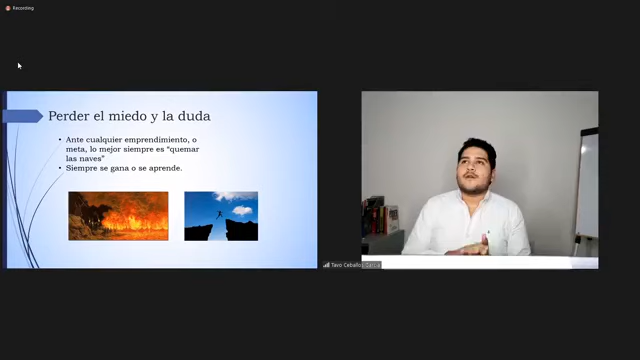 Recording
Perder el miedo y la duda
• Ante cualquier emprendimiento, o
meta, lo mejor siempre es "quemar
las naves"
• Siempre se gana o se aprende.
Tavo Ceballos Garcia